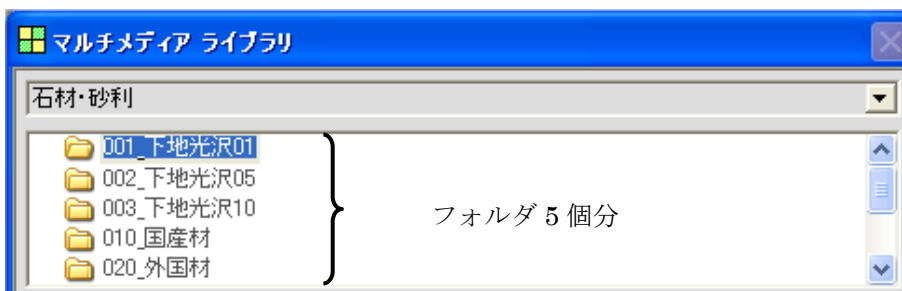 マルチメディア ライブラリ
石材・砂利
001_下地光沢01
002_下地光沢05
003_下地光沢10
010_国産材
020_外国材
フォルダ 5 個分